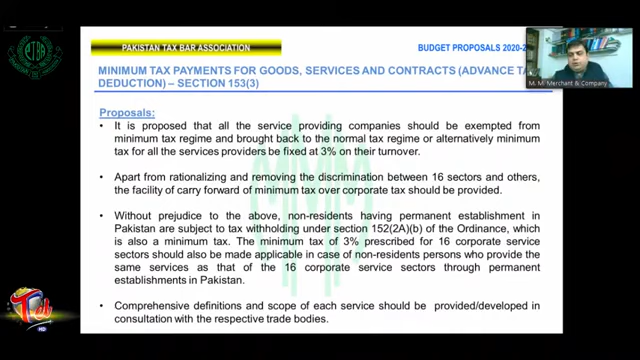 PTBA
PAKISTAN TAX BAR ASSOCIATION
BUDGET PROPOSALS 2020-2
MINIMUM TAX PAYMENTS FOR GOODS, SERVICES AND CONTRACTS (ADVANCE TA
DEDUCTION) – SECTION 153(3)
M. M. Merchant & Company
Proposals:
• It is proposed that all the service providing companies should be exempted from
minimum tax regime and brought back to the normal tax regime or alternatively minimum
tax for all the services providers be fixed at 3% on their turnover.
• Apart from rationalizing and removing the discrimination between 16 sectors and others,
the facility of carry forward of minimum tax over corporate tax should be provided.
• Without prejudice to the above, non-residents having permanent establishment in
Pakistan are subject to tax withholding under section 152(2A)(b) of the Ordinance, which
is also a minimum tax. The minimum tax of 3% prescribed for 16 corporate service
sectors should also be made applicable in case of non-residents persons who provide the
same services as that of the 16 corporate service sectors through permanent
establishments in Pakistan.
• Comprehensive definitions and scope of each service should be provided/developed in
consultation with the respective trade bodies.
HD